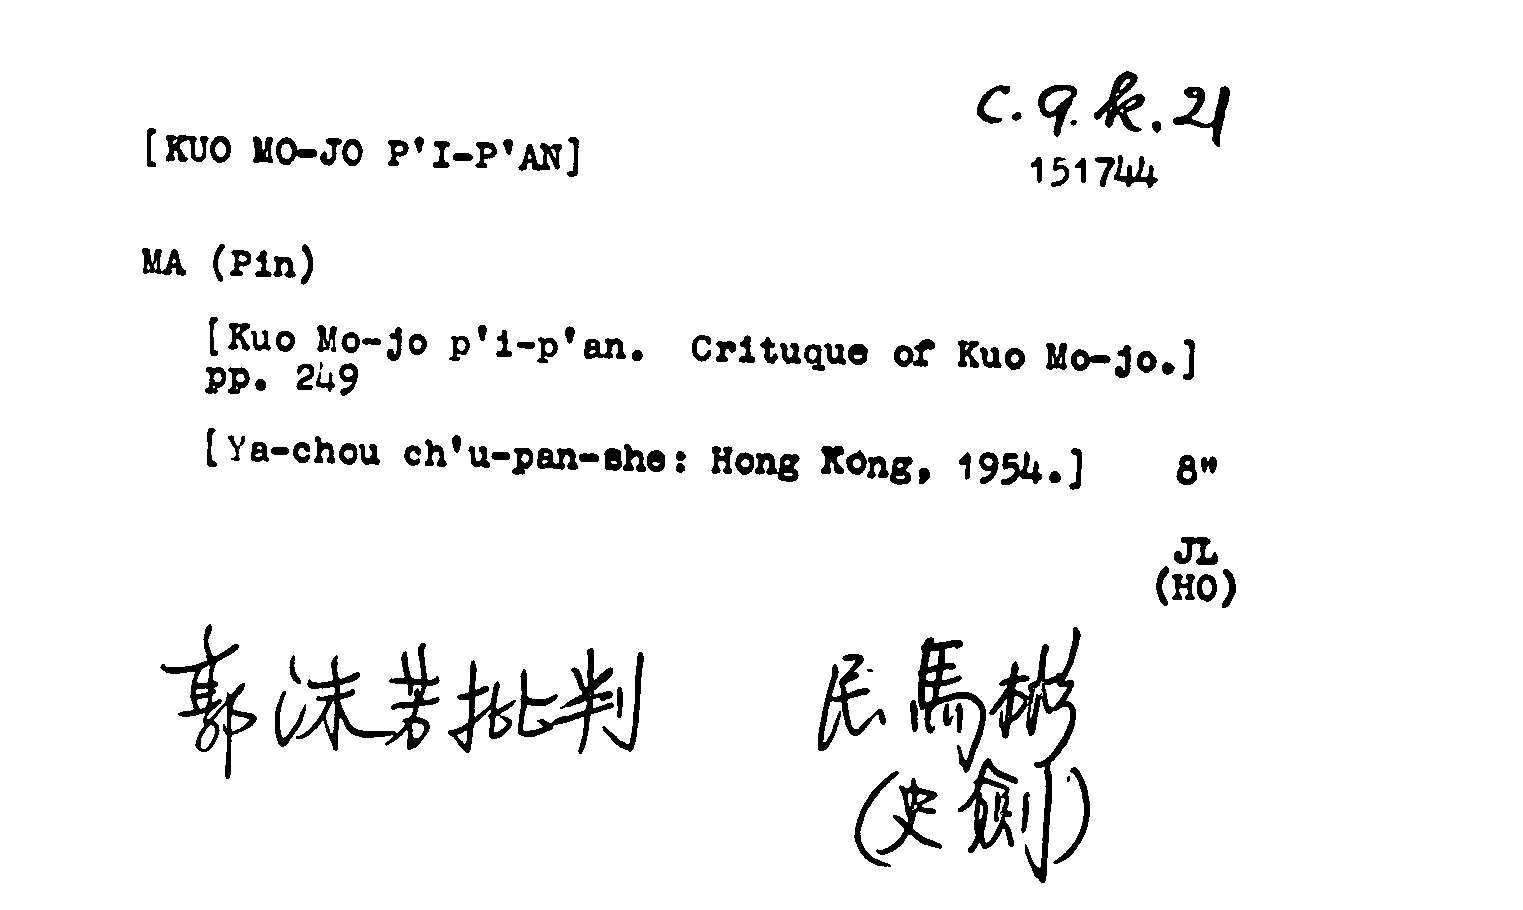 c. 9. k. 21
[KUO MO-JO P'I-P'AN]
151744
MA (Pin)
[Kuo Mo-jo p'i-p'an. Crituque of Kuo Mo-jo.]
pp. 249
[Ya-chou ch'u-pan-she: Hong Kong, 1954.] 8"
JL
(HO)
郭沫若批判 民馬彬
(史劍)